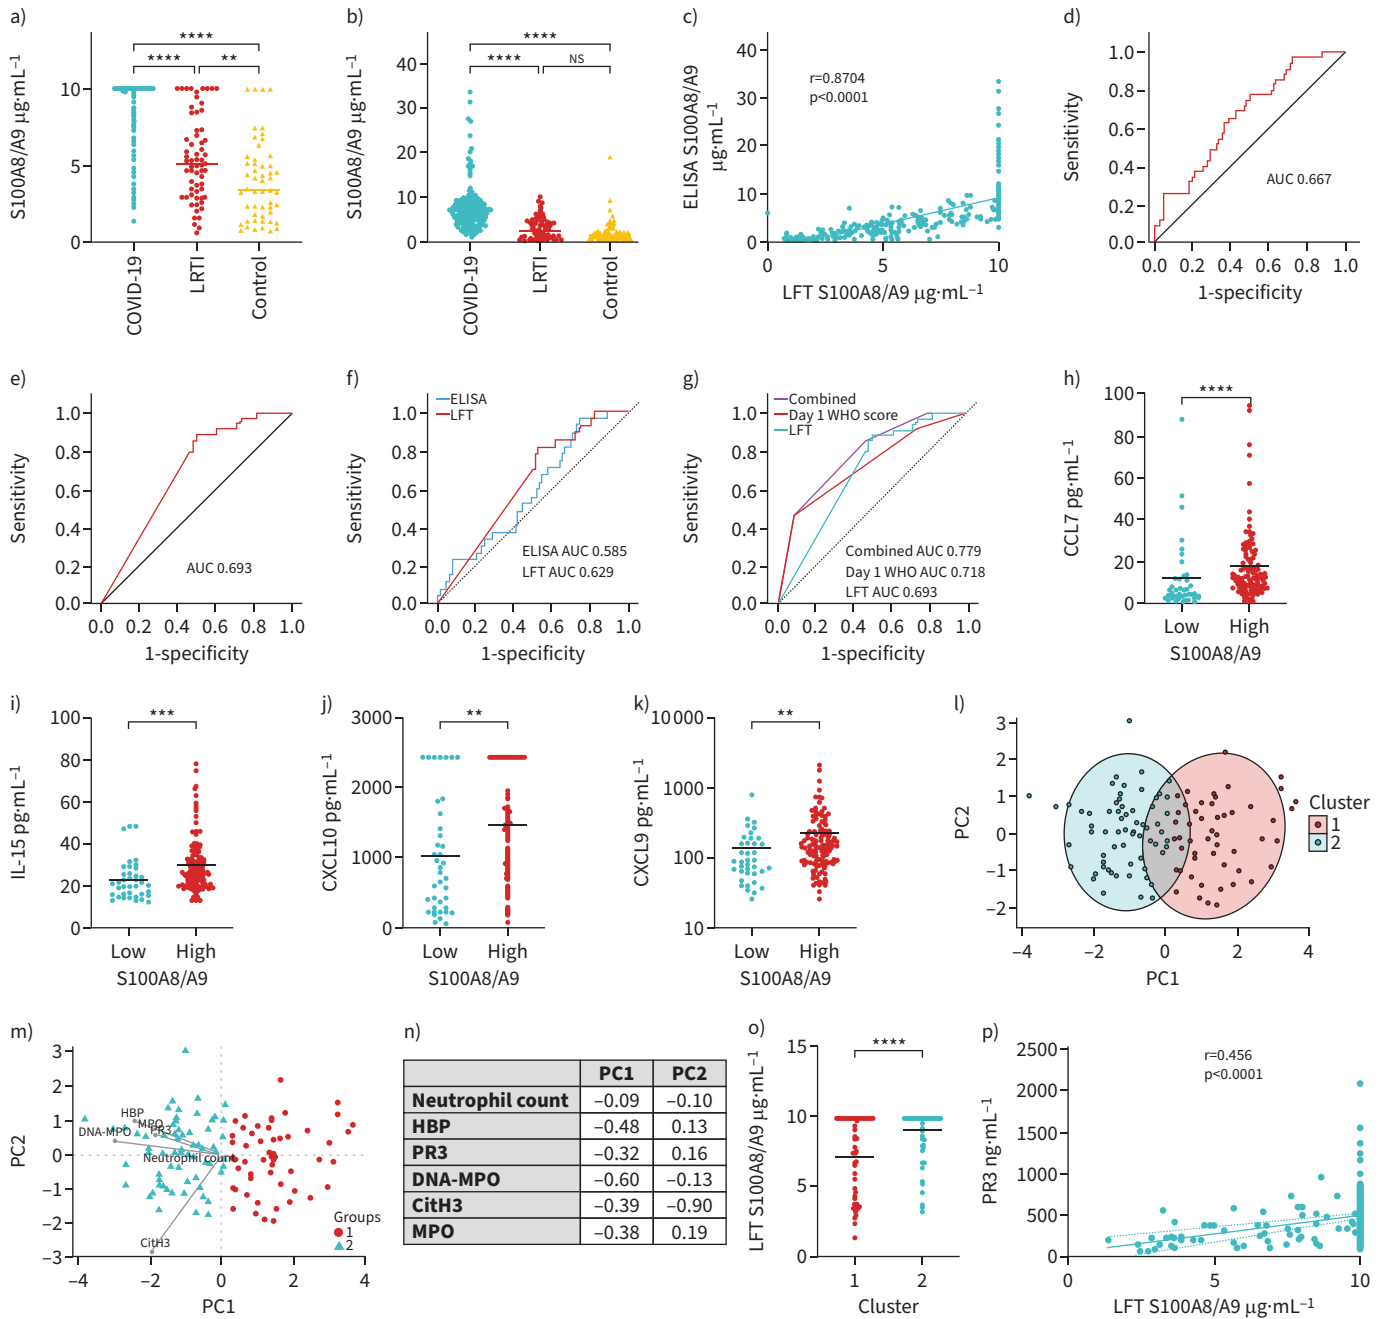 a)
S100A8/A9 µg·mL⁻¹
10
5
0
****
****
**
COVID-19
LRTI
Control
b)
S100A8/A9 µg·mL⁻¹
40
30
20
10
0
****
****
NS
COVID-19
LRTI
Control
c)
ELISA S100A8/A9
µg·mL⁻¹
40
30
20
10
0
r=0.8704
p<0.0001
0
5
10
LFT S100A8/A9 µg·mL⁻¹
d)
Sensitivity
1.0
0.8
0.6
0.4
0.2
0.0
AUC 0.667
0.0 0.2 0.4 0.6 0.8 1.0
1-specificity
e)
Sensitivity
1.0
0.8
0.6
0.4
0.2
0.0
AUC 0.693
0.0 0.2 0.4 0.6 0.8 1.0
1-specificity
f)
Sensitivity
ELISA
LFT
1.0
0.8
0.6
0.4
0.2
0.0
ELISA AUC 0.585
LFT AUC 0.629
0.0 0.2 0.4 0.6 0.8 1.0
1-specificity
g)
Sensitivity
Combined
Day 1 WHO score
LFT
1.0
0.8
0.6
0.4
0.2
0.0
Combined AUC 0.779
Day 1 WHO AUC 0.718
LFT AUC 0.693
0.0 0.2 0.4 0.6 0.8 1.0
1-specificity
h)
CCL7 pg·mL⁻¹
100
80
60
40
20
0
****
Low High
S100A8/A9
i)
IL-15 pg·mL⁻¹
100
80
60
40
20
0
***
Low High
S100A8/A9
j)
CXCL10 pg·mL⁻¹
3000
2000
1000
0
**
Low High
S100A8/A9
k)
CXCL9 pg·mL⁻¹
10 000
1000
100
10
**
Low High
S100A8/A9
l)
PC2
3
2
1
0
−1
−2
−4 −2 0 2 4
PC1
Cluster
1
2
m)
PC2
3
2
1
0
−1
−2
−3
HBP
MPO
PR3
DNA-MPO
Neutrophil count
CitH3
Groups
1
2
−4 −2 0 2 4
PC1
n)
PC1 PC2
Neutrophil count −0.09 −0.10
HBP −0.48 0.13
PR3 −0.32 0.16
DNA-MPO −0.60 −0.13
CitH3 −0.39 −0.90
MPO −0.38 0.19
o)
LFT S100A8/A9 µg·mL⁻¹
15
10
5
0
****
1 2
Cluster
p)
PR3 ng·mL⁻¹
2500
2000
1500
1000
500
0
r=0.456
p<0.0001
0 5 10
LFT S100A8/A9 µg·mL⁻¹